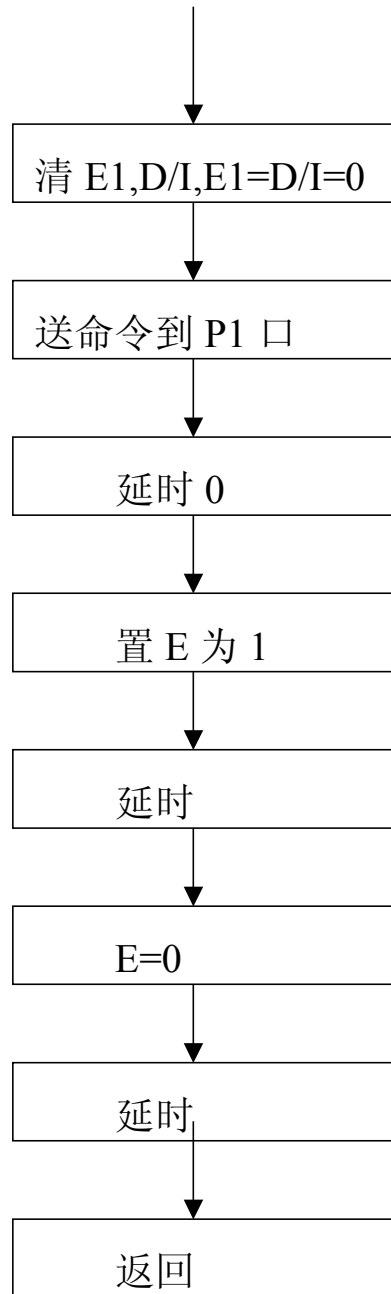 清 E1,D/I,E1=D/I=0
送命令到 P1 口
延时 0
置 E 为 1
延时
E=0
延时
返回